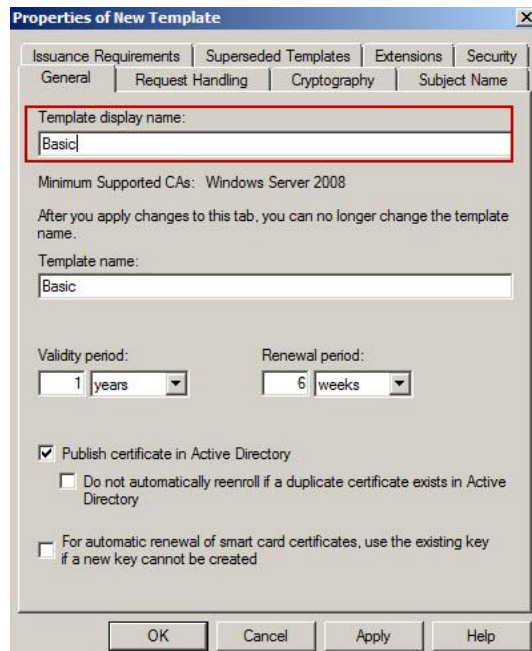 Properties of New Template
Issuance Requirements Superseded Templates Extensions Security
General Request Handling Cryptography Subject Name
Template display name:
Basic
Minimum Supported CAs: Windows Server 2008
After you apply changes to this tab, you can no longer change the template
name.
Template name:
Basic
Validity period: Renewal period:
1 years 6 weeks
Publish certificate in Active Directory
Do not automatically reenroll if a duplicate certificate exists in Active
Directory
For automatic renewal of smart card certificates, use the existing key
if a new key cannot be created
OK Cancel Apply Help